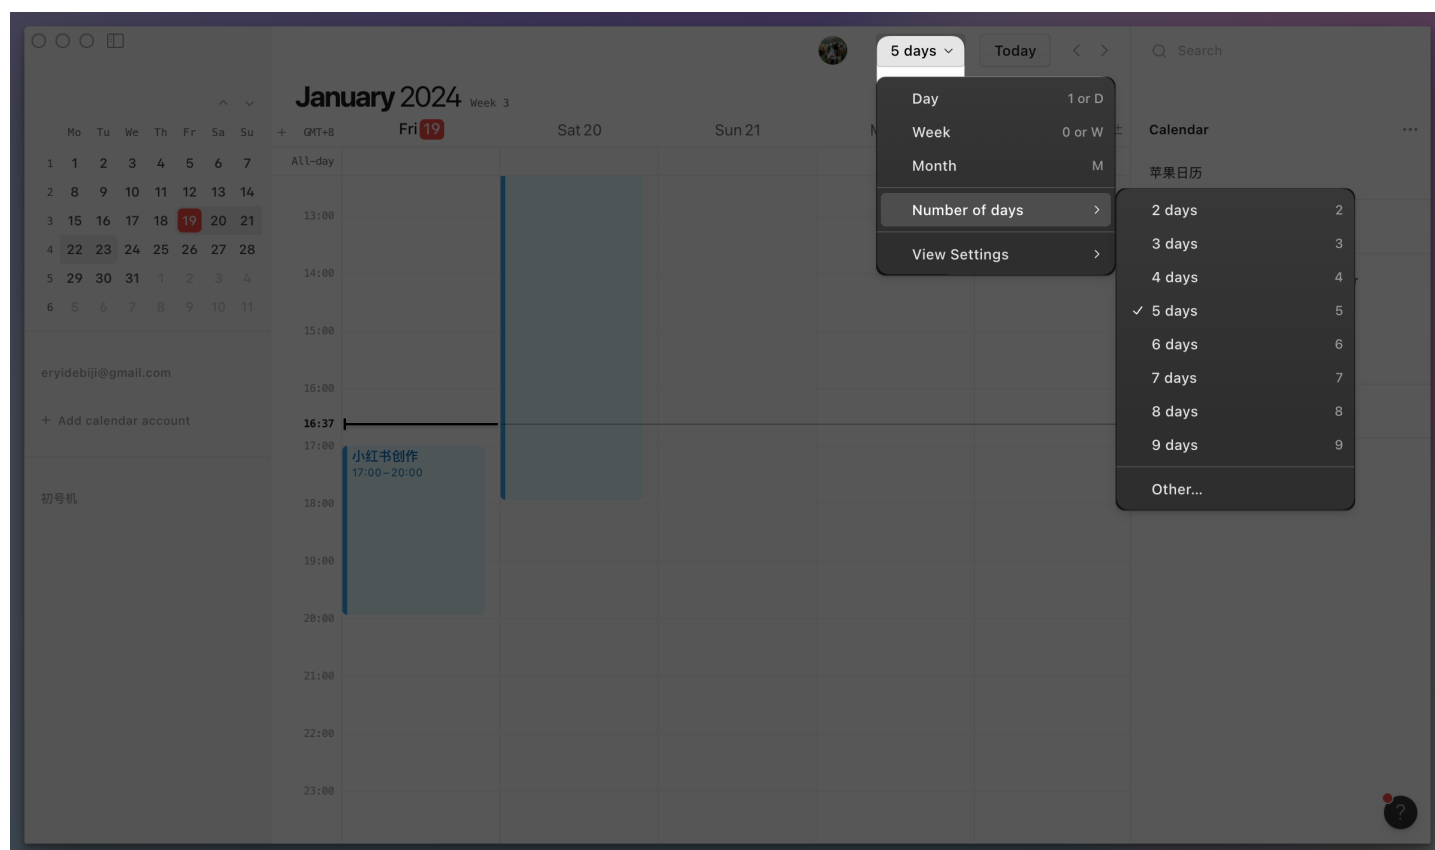 5 days
Today
Search
January 2024 Week 3
Mo Tu We Th Fr Sa Su
1 1 2 3 4 5 6 7
2 8 9 10 11 12 13 14
3 15 16 17 18 19 20 21
4 22 23 24 25 26 27 28
5 29 30 31 1 2 3 4
6 5 6 7 8 9 10 11
eryidebiji@gmail.com
+ Add calendar account
初号机
+ GMT+8 Fri 19 Sat 20 Sun 21
All-day
13:00
14:00
15:00
16:00
16:37
17:00
18:00
19:00
20:00
21:00
22:00
23:00
小红书创作
17:00–20:00
Day 1 or D
Week 0 or W
Month M
Number of days
View Settings
Calendar
苹果日历
2 days 2
3 days 3
4 days 4
5 days 5
6 days 6
7 days 7
8 days 8
9 days 9
Other...
?